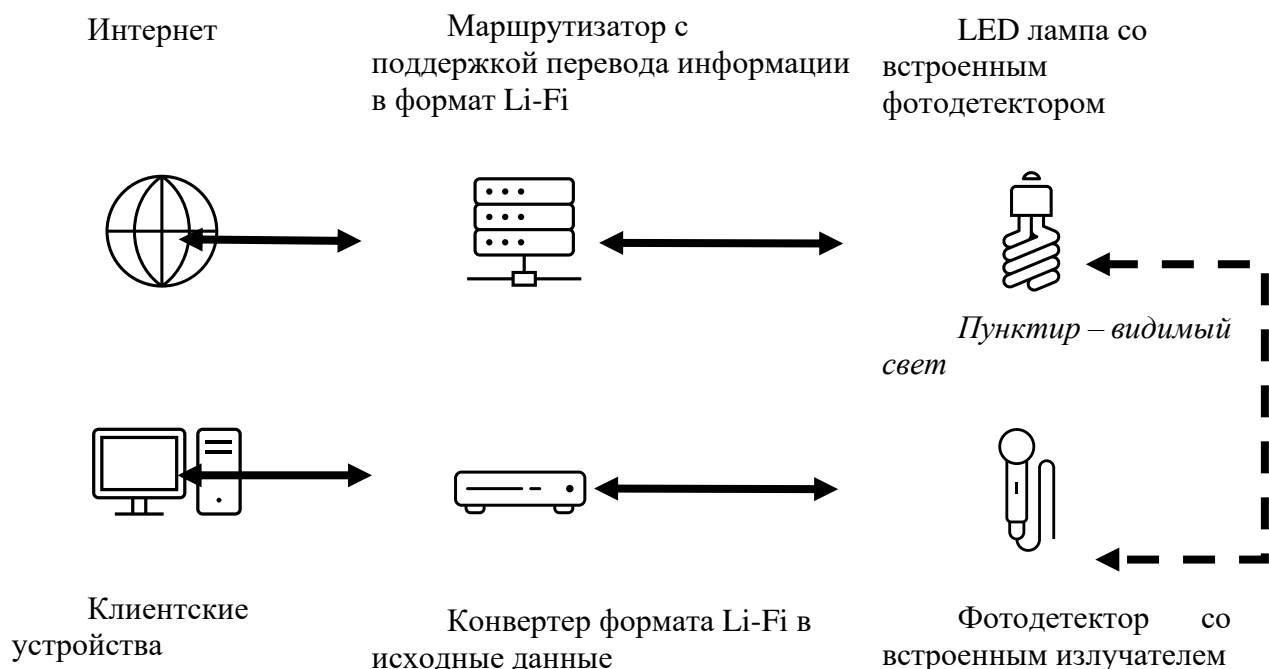 Интернет
Маршрутизатор с
поддержкой перевода информации
в формат Li-Fi
LED лампа со
встроенным
фотодетектором
Пунктир – видимый
свет
Клиентские
устройства
Конвертер формата Li-Fi в
исходные данные
Фотодетектор со
встроенным излучателем